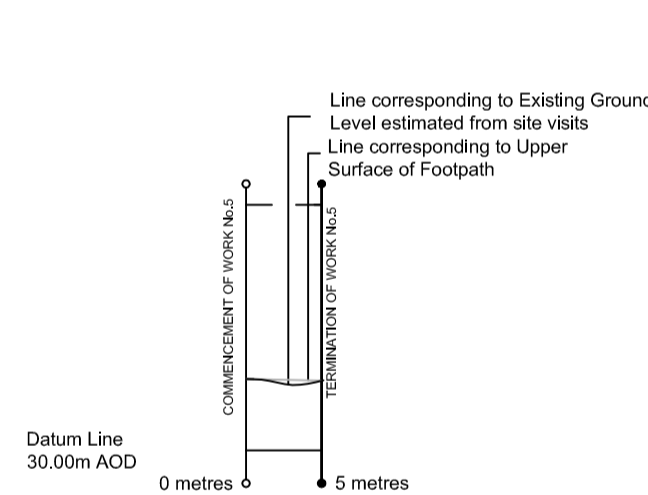 Line corresponding to Existing Groun
Level estimated from site visits
Line corresponding to Upper
Surface of Footpath
COMMENCEMENT OF WORK No.5
TERMINATION OF WORK No.5
Datum Line
30.00m AOD
0 metres
5 metres